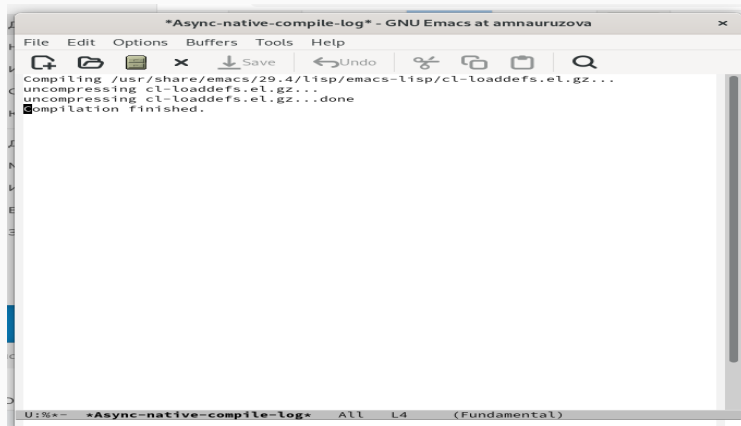 *Async-native-compile-log* - GNU Emacs at amnauruzova
File Edit Options Buffers Tools Help
Save Undo
Compiling /usr/share/emacs/29.4/lisp/emacs-lisp/cl-loaddefs.el.gz...
uncompressing cl-loaddefs.el.gz...
uncompressing cl-loaddefs.el.gz...done
Compilation finished.
U:%*- *Async-native-compile-log* All L4 (Fundamental)